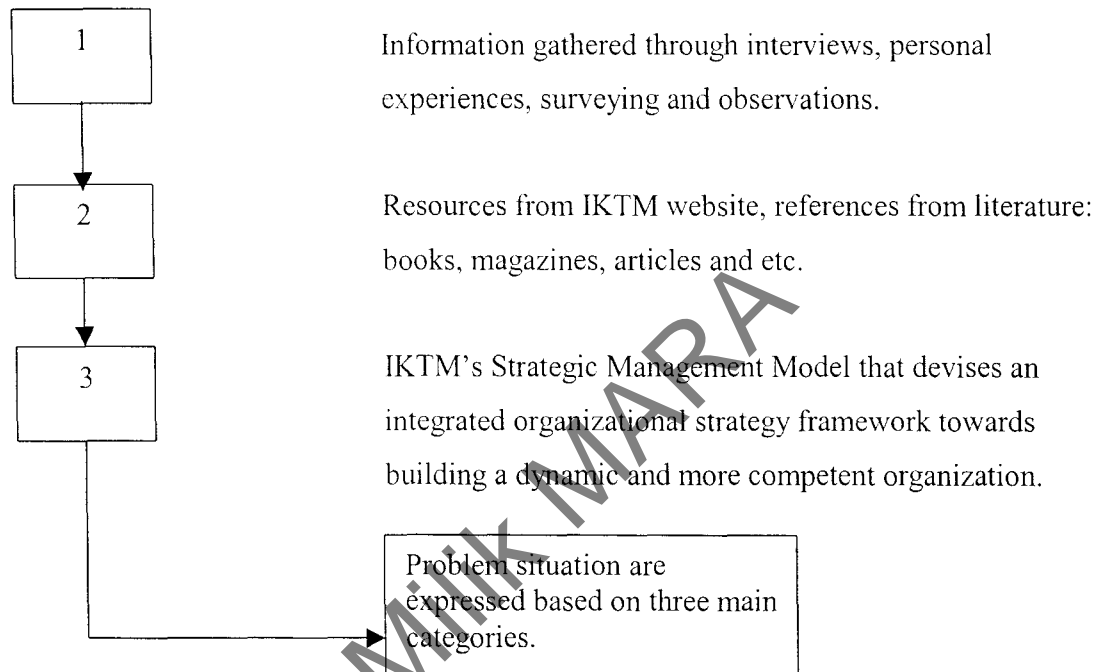 1
Information gathered through interviews, personal
experiences, surveying and observations.
2
Resources from IKTM website, references from literature:
books, magazines, articles and etc.
3
IKTM's Strategic Management Model that devises an
integrated organizational strategy framework towards
building a dynamic and more competent organization.
Problem situation are
expressed based on three main
categories.
Milik MARA